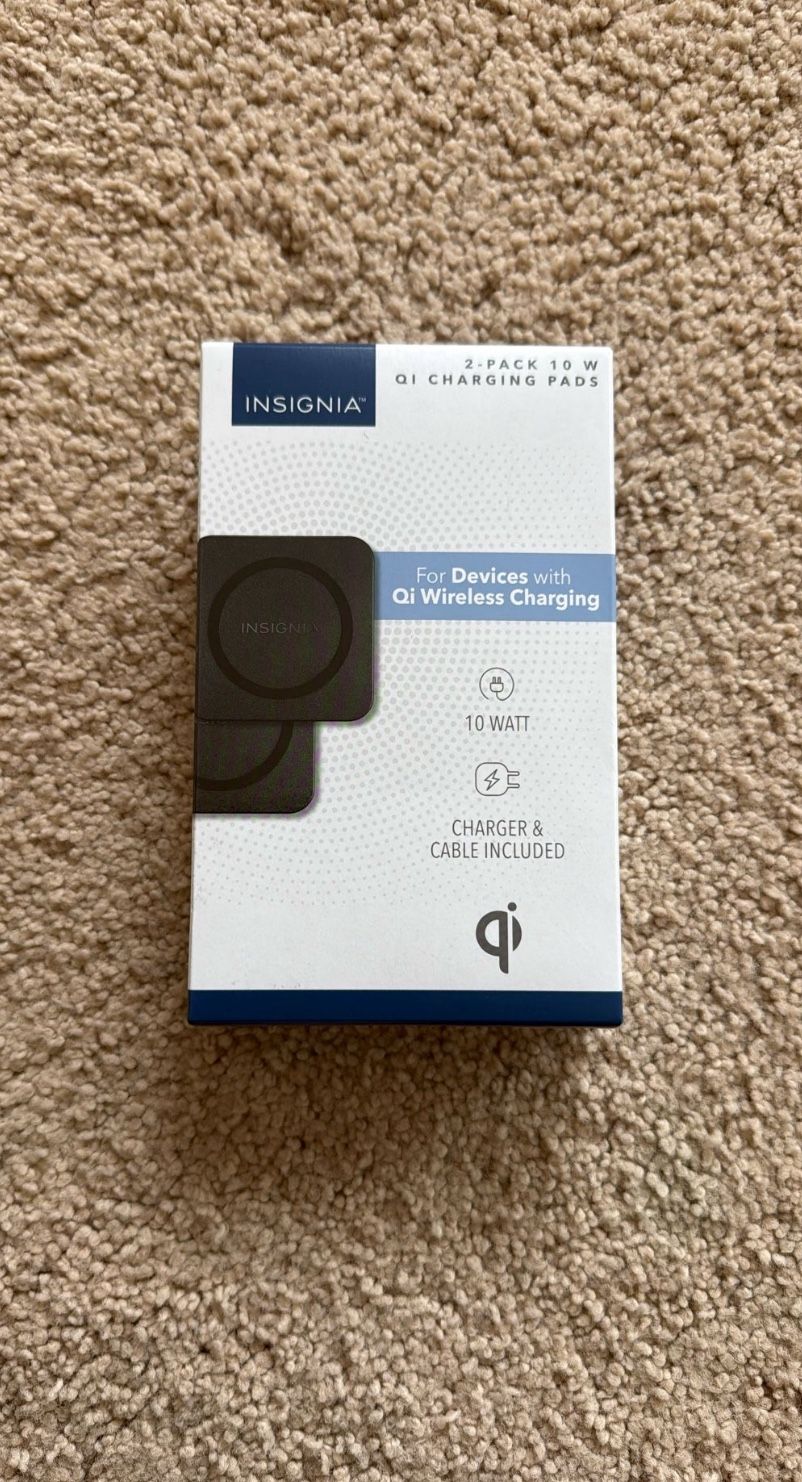 INSIGNIA™
2-PACK 10 W
QI CHARGING PADS
INSIGNIA
For Devices with
Qi Wireless Charging
10 WATT
CHARGER &
CABLE INCLUDED
qi